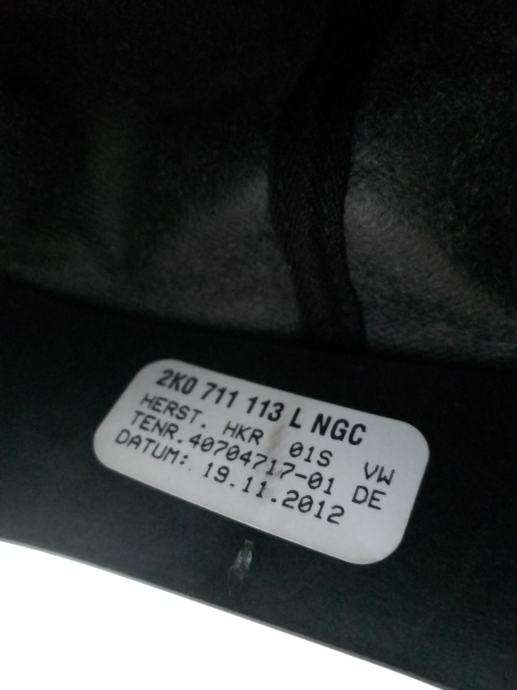 2K0 711 113 L NGC
HERST. HKR 01S VW
TENR.40704717-01 DE
DATUM: 19.11.2012